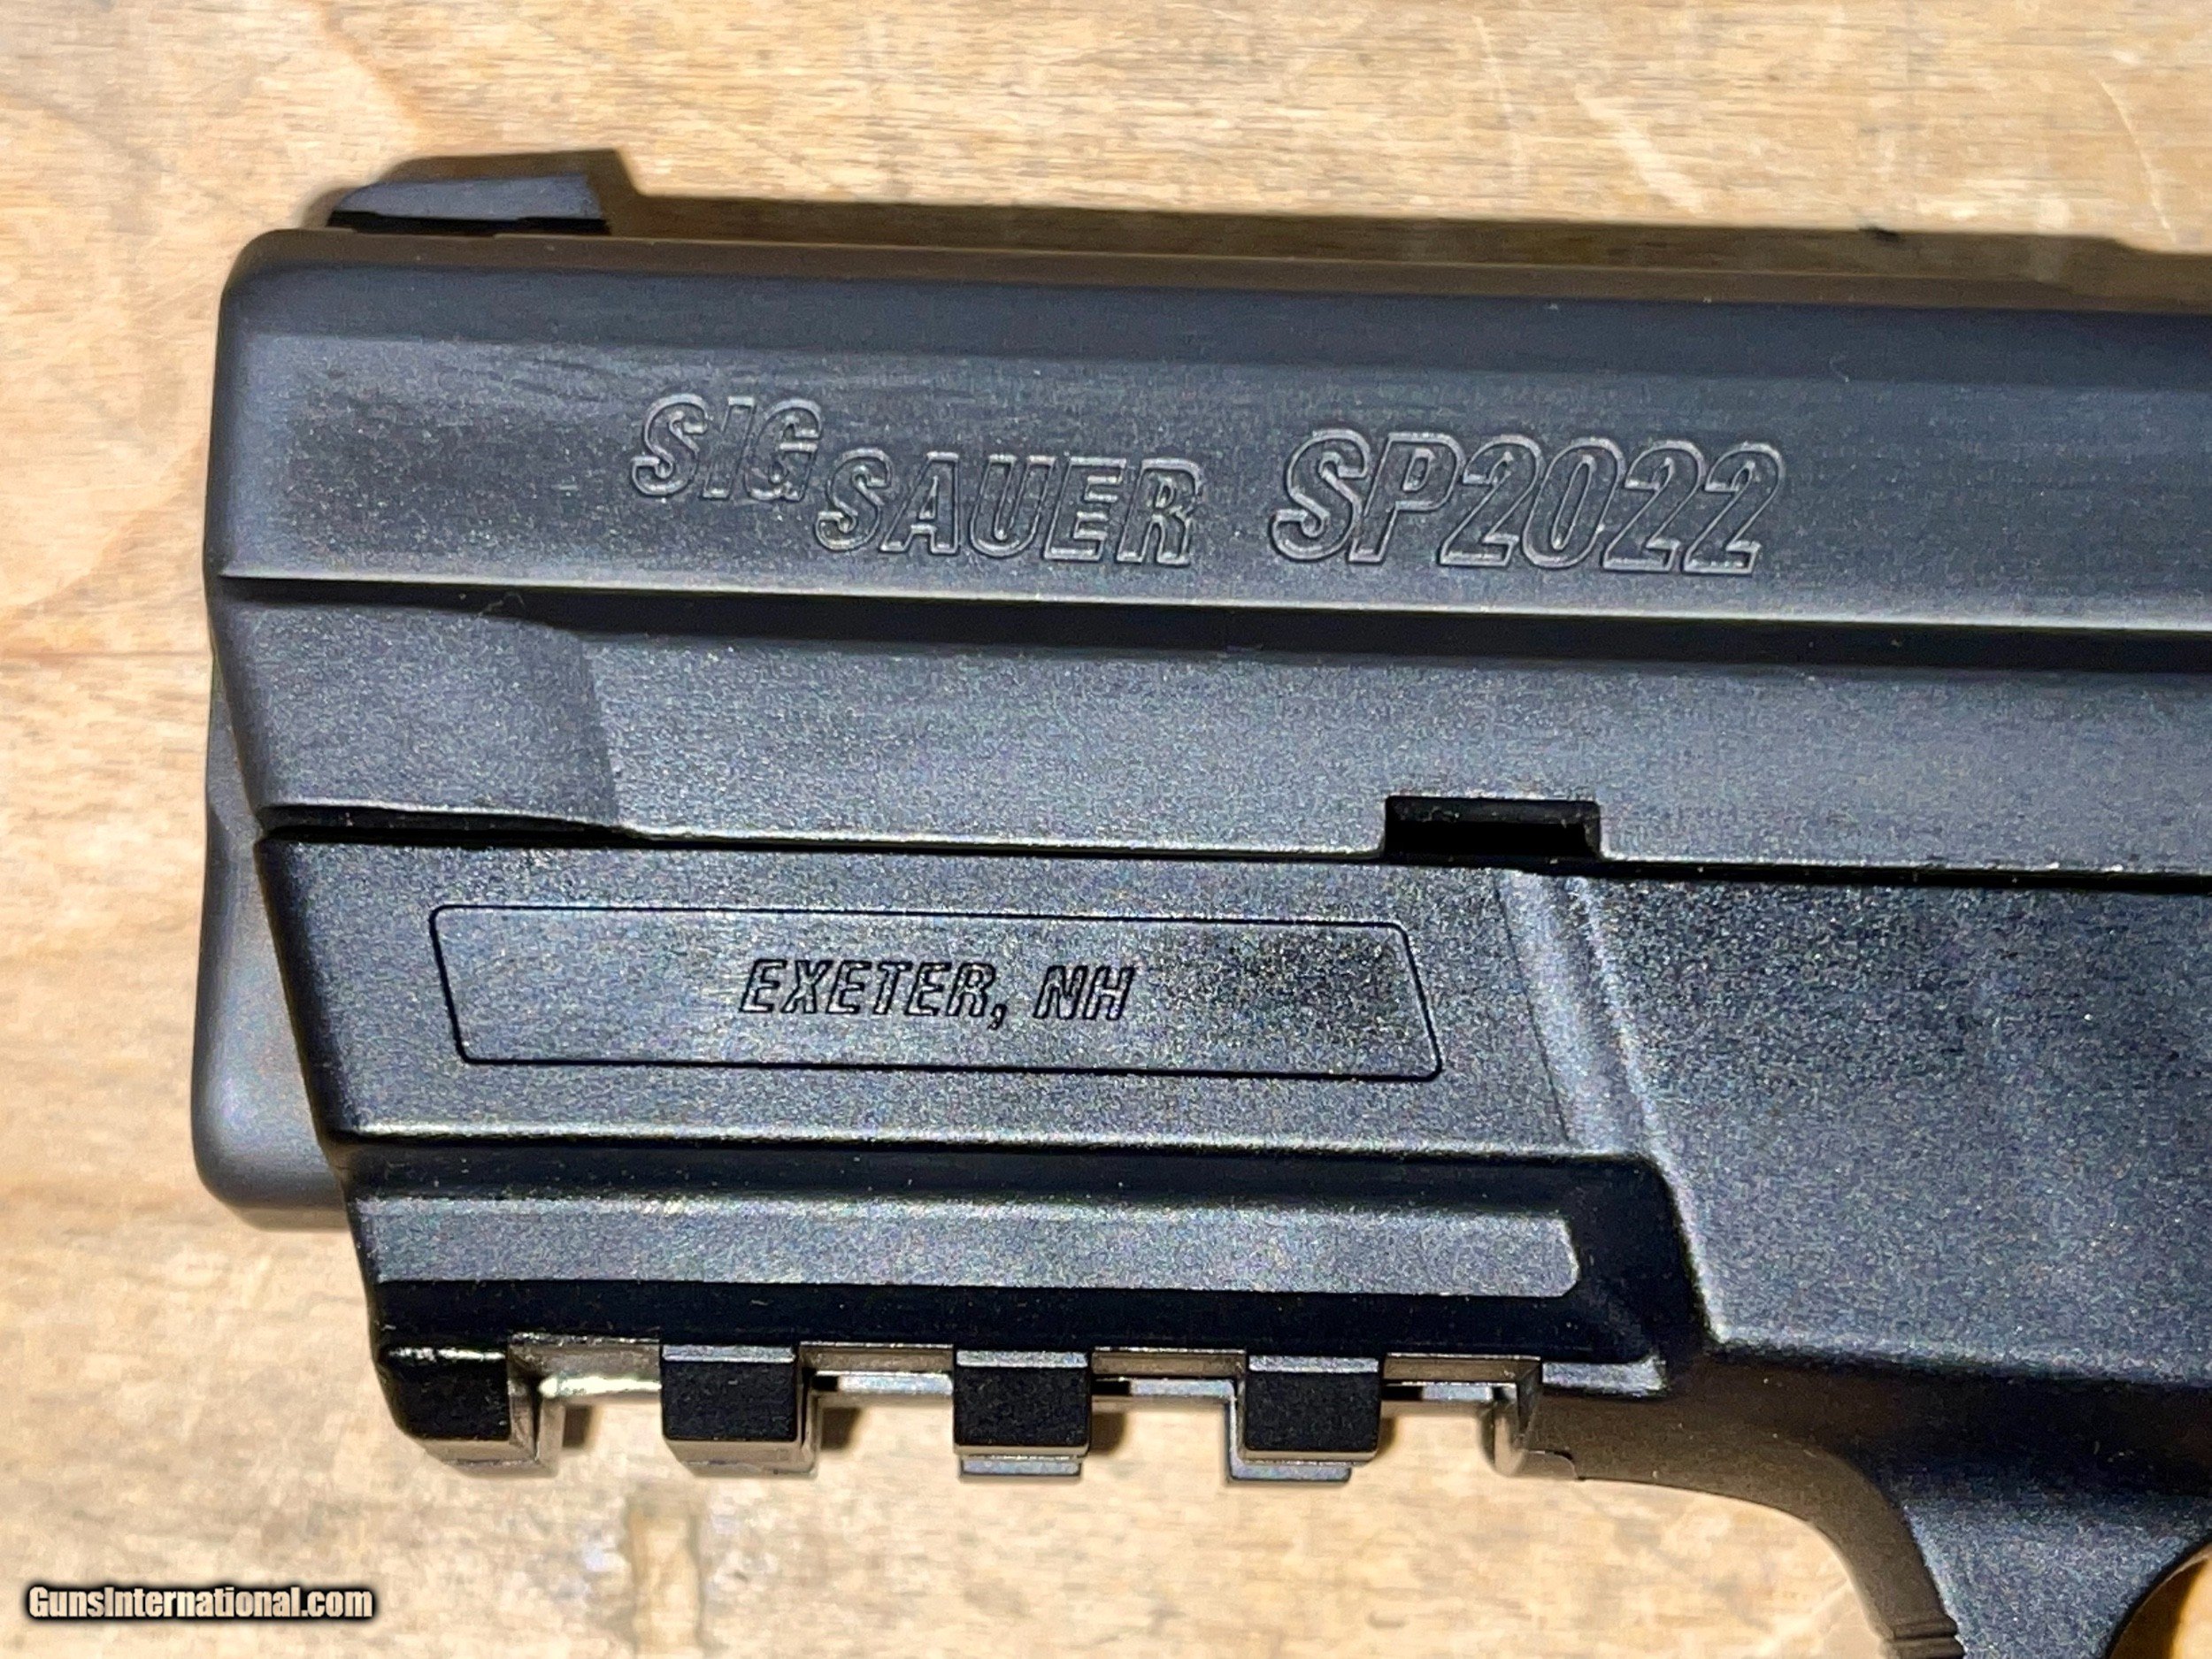 SIG SAUER SP2022
EXETER, NH
GunsInternational.com